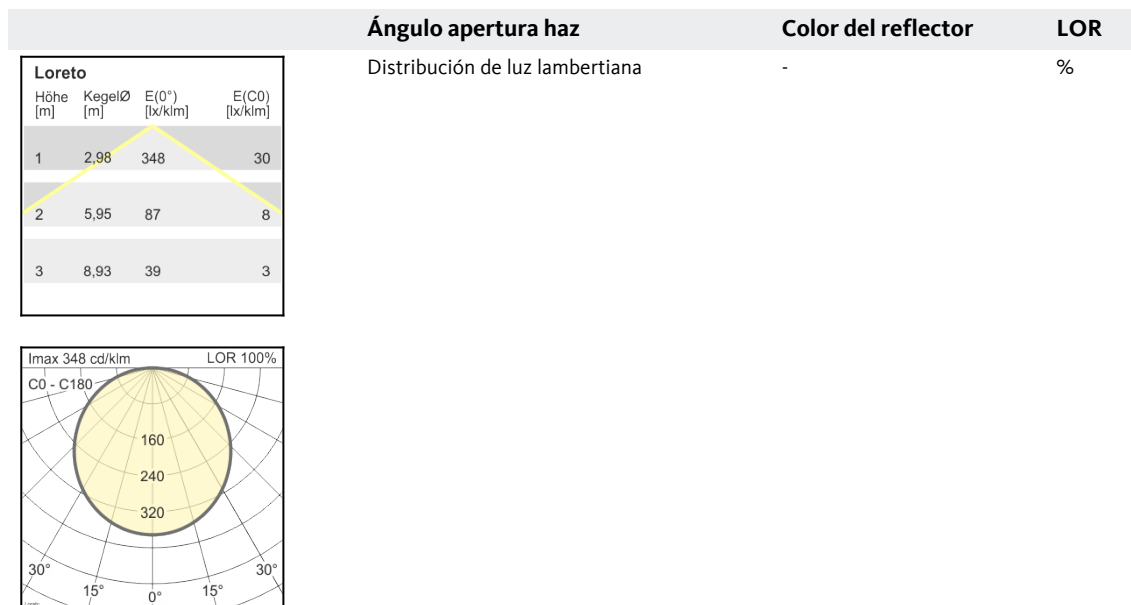 Ángulo apertura haz Color del reflector LOR
Distribución de luz lambertiana - %
Loreto
Höhe KegelØ E(0°) E(C0)
[m] [m] [lx/klm] [lx/klm]
1 2,98 348 30
2 5,95 87 8
3 8,93 39 3
Imax 348 cd/klm LOR 100%
C0 - C180
160
240
320
30° 30°
15° 0° 15°
Loreto